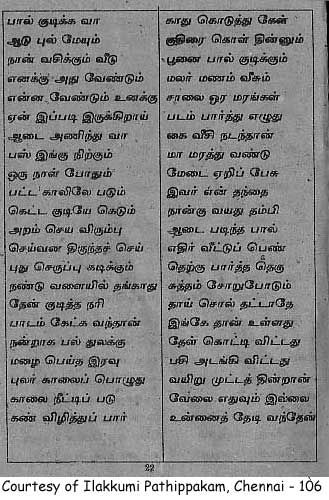 பால் குடிக்க வா
ஆடு புல் மேயும்
நான் வசிக்கும் வீடு
எனக்கு அது வேண்டும்
என்ன வேண்டும் உனக்கு
ஏன் இப்படி இருக்கிறாய்
ஆடை அணிந்து வா
பஸ் இங்கு நிற்கும்
ஒரு நாள் போதும்
பட்ட காலிலே படும்
கெட்ட குடியே கெடும்
அறம் செய விரும்பு
செய்வன திருந்தச் செய்
புது செருப்பு கடிக்கும்
நண்டு வளையில் தங்காது
தேன் குடித்த நரி
பாடம் கேட்க வந்தான்
நன்றாக பல் துலக்கு
மழை பெய்த இரவு
புலர் காலைப் பொழுது
காலை நீட்டிப் படு
கண் விழித்துப் பார்
காது கொடுத்து கேள்
குதிரை கொள் தின்னும்
பூனை பால் குடிக்கும்
மலர் மணம் வீசும்
சாலை ஓர மரங்கள்
படம் பார்த்து எழுது
கை வீசி நடந்தான்
மா மரத்து வண்டு
மேடை ஏறிப் பேசு
இவர் என் தந்தை
நான்கு வயது தம்பி
ஆடை படிந்த பால்
எதிர் வீட்டுப் பெண்
தெற்கு பார்த்த தெரு
சுத்தம் சோறுபோடும்
தாய் சொல் தட்டாதே
இங்கே தான் உள்ளது
தேள் கொட்டி விட்டது
பசி அடங்கி விட்டது
வயிறு முட்டத் தின்றான்
வேலை எதுவும் இல்லை
உன்னைத் தேடி வந்தேன்
22
Courtesy of Ilakkumi Pathippakam, Chennai - 106